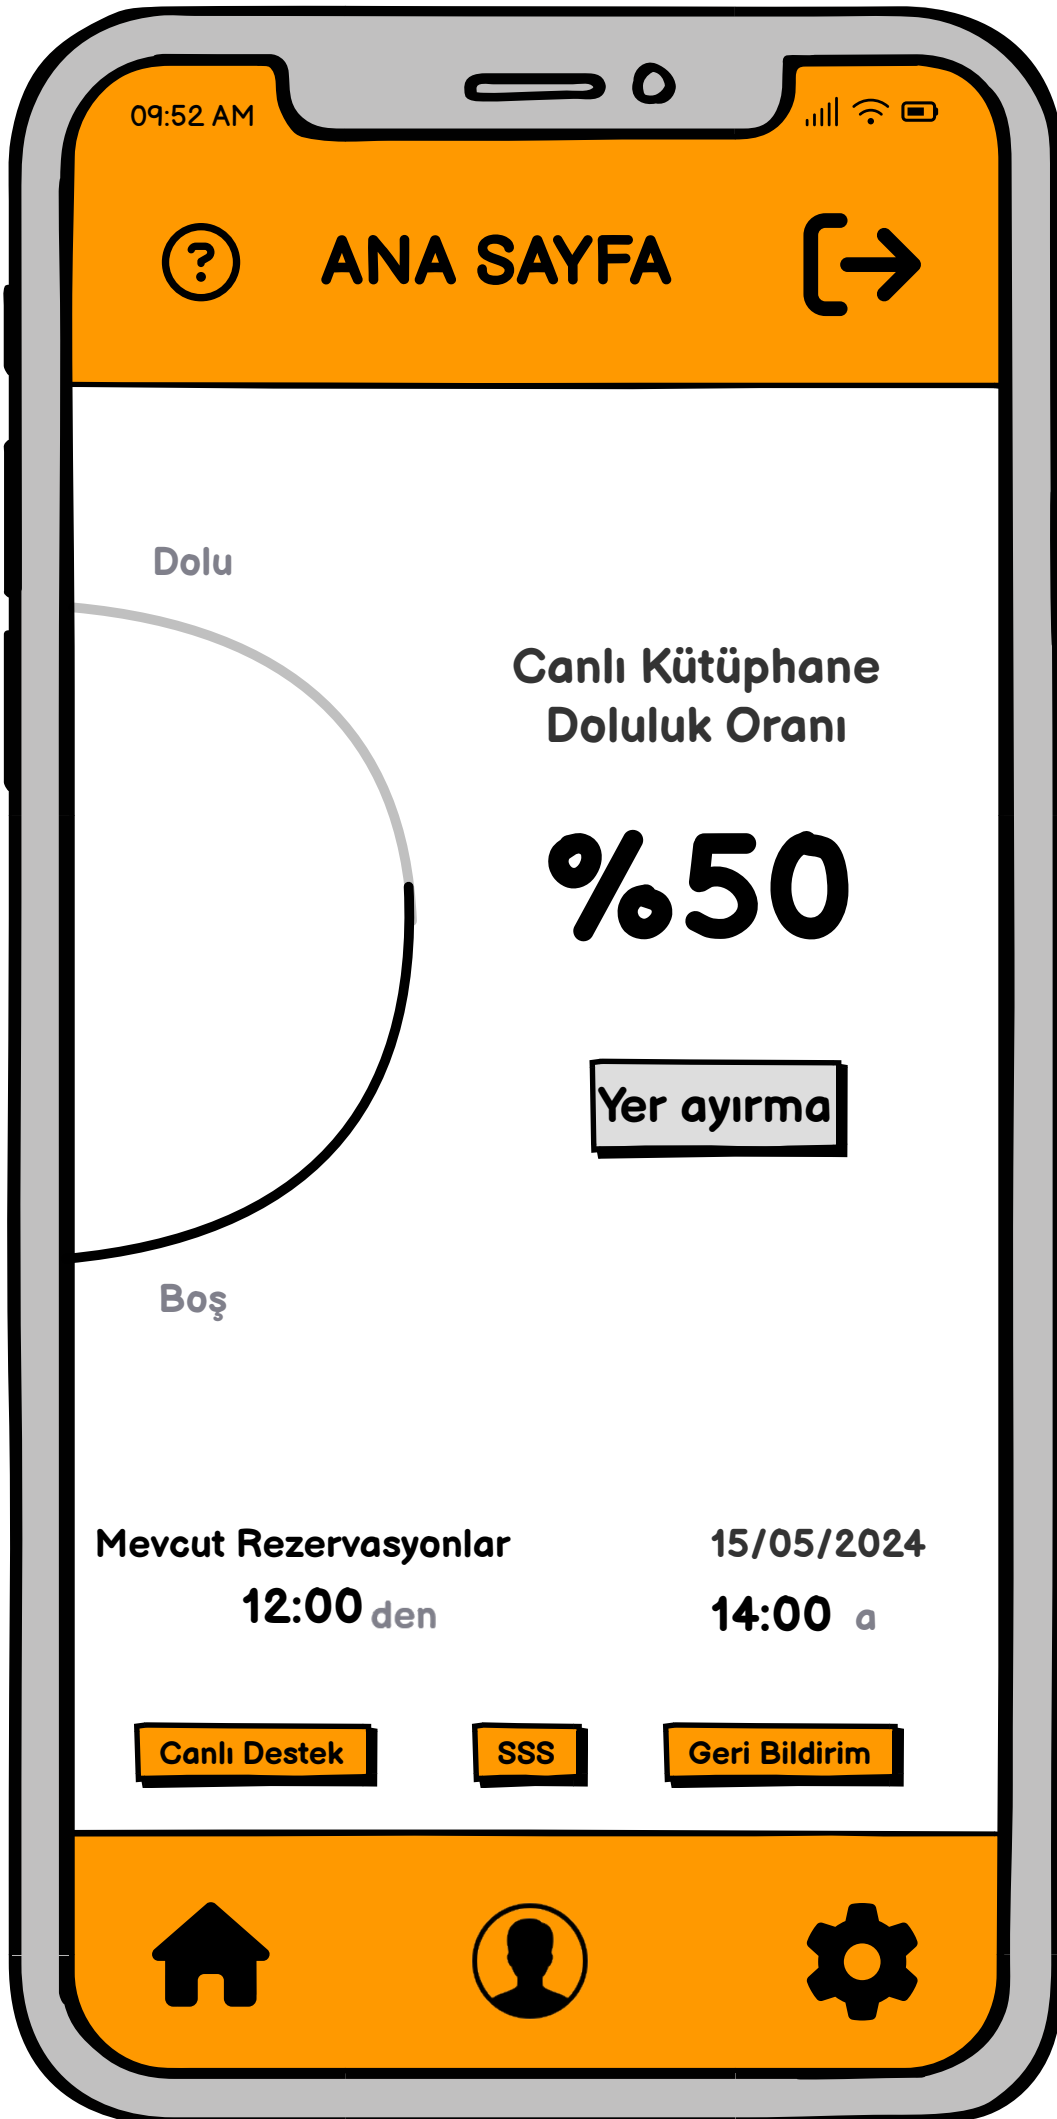 09:52 AM
ANA SAYFA
Dolu
Canlı Kütüphane
Doluluk Oranı
%50
Yer ayırma
Boş
Mevcut Rezervasyonlar 15/05/2024
12:00 den 14:00 a
Canlı Destek SSS Geri Bildirim